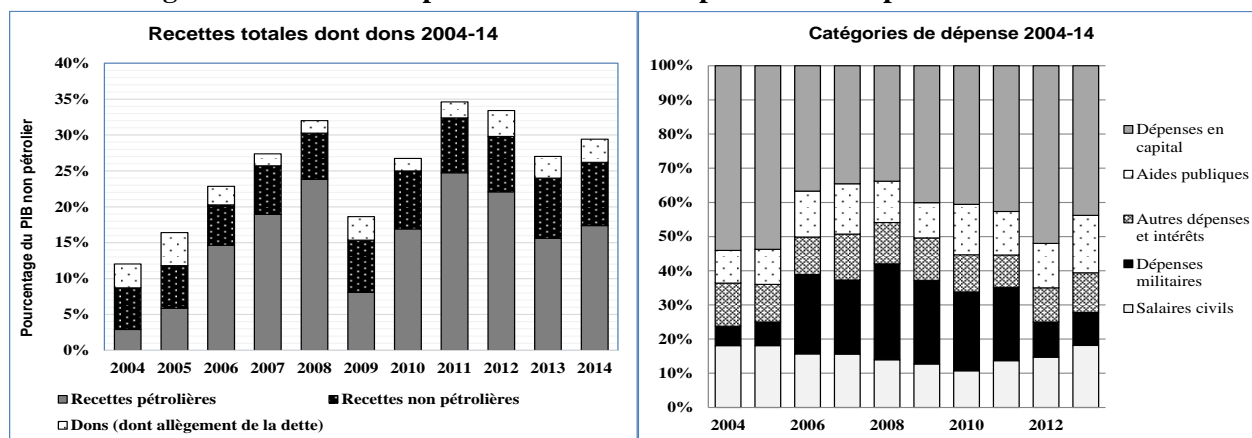 Recettes totales dont dons 2004-14
Pourcentage du PIB non pétrolier
40%
35%
30%
25%
20%
15%
10%
5%
0%
2004 2005 2006 2007 2008 2009 2010 2011 2012 2013 2014
Recettes pétrolières
Recettes non pétrolières
Dons (dont allègement de la dette)
Catégories de dépense 2004-14
100%
90%
80%
70%
60%
50%
40%
30%
20%
10%
0%
2004 2006 2008 2010 2012
Dépenses en
capital
Aides publiques
Autres dépenses
et intérêts
Dépenses
militaires
Salaires civils